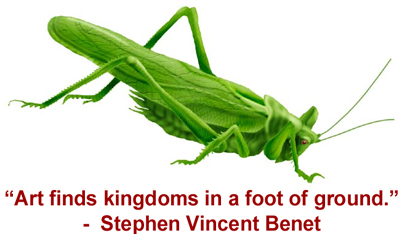 “Art finds kingdoms in a foot of ground.”
- Stephen Vincent Benet